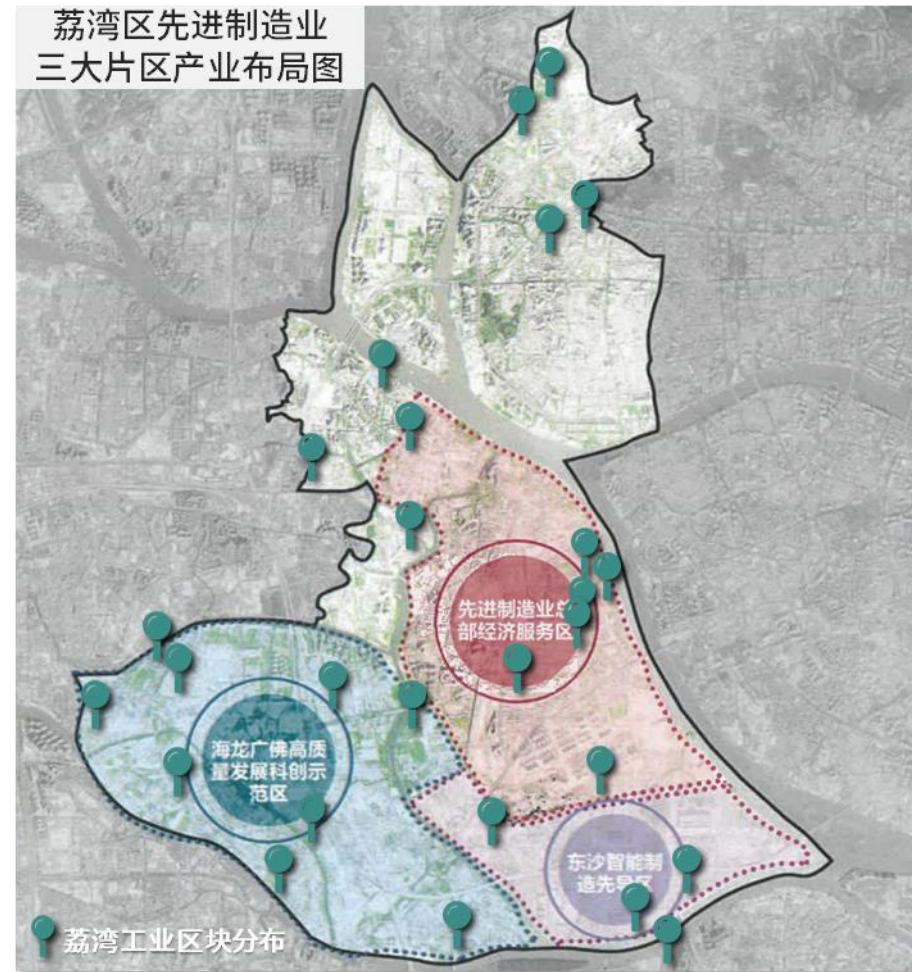 荔湾区先进制造业
三大片区产业布局图
先进制造业总
部经济服务区
海龙广佛高质
量发展科创示
范区
东沙智能制
造先导区
荔湾工业区块分布